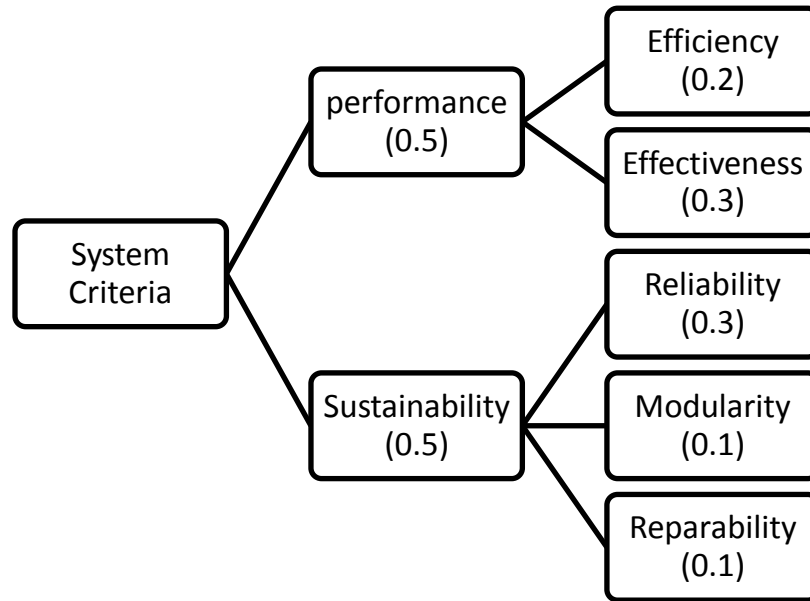 System
Criteria
performance
(0.5)
Efficiency
(0.2)
Effectiveness
(0.3)
Sustainability
(0.5)
Reliability
(0.3)
Modularity
(0.1)
Reparability
(0.1)